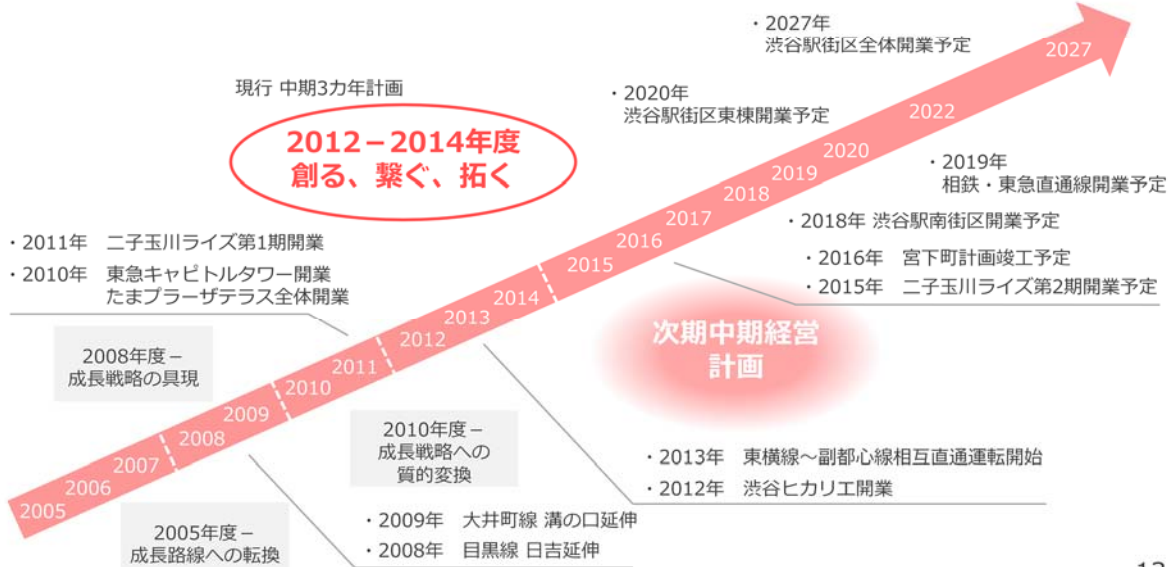 ・2027年
渋谷駅街区全体開業予定
現行 中期3カ年計画
2012－2014年度
創る、繋ぐ、拓く
・2020年
渋谷駅街区東棟開業予定
・2019年
相鉄・東急直通線開業予定
・2018年 渋谷駅南街区開業予定
・2016年 宮下町計画竣工予定
・2015年 二子玉川ライズ第2期開業予定
・2011年 二子玉川ライズ第1期開業
・2010年 東急キャピトルタワー開業
たまプラーザテラス全体開業
2005
2006
2007
2008
2009
2010
2011
2012
2013
2014
2015
2016
2017
2018
2019
2020
2022
2027
次期中期経営
計画
2008年度－
成長戦略の具現
2010年度－
成長戦略への
質的変換
2005年度－
成長路線への転換
・2013年 東横線～副都心線相互直通運転開始
・2012年 渋谷ヒカリエ開業
・2009年 大井町線 溝の口延伸
・2008年 目黒線 日吉延伸